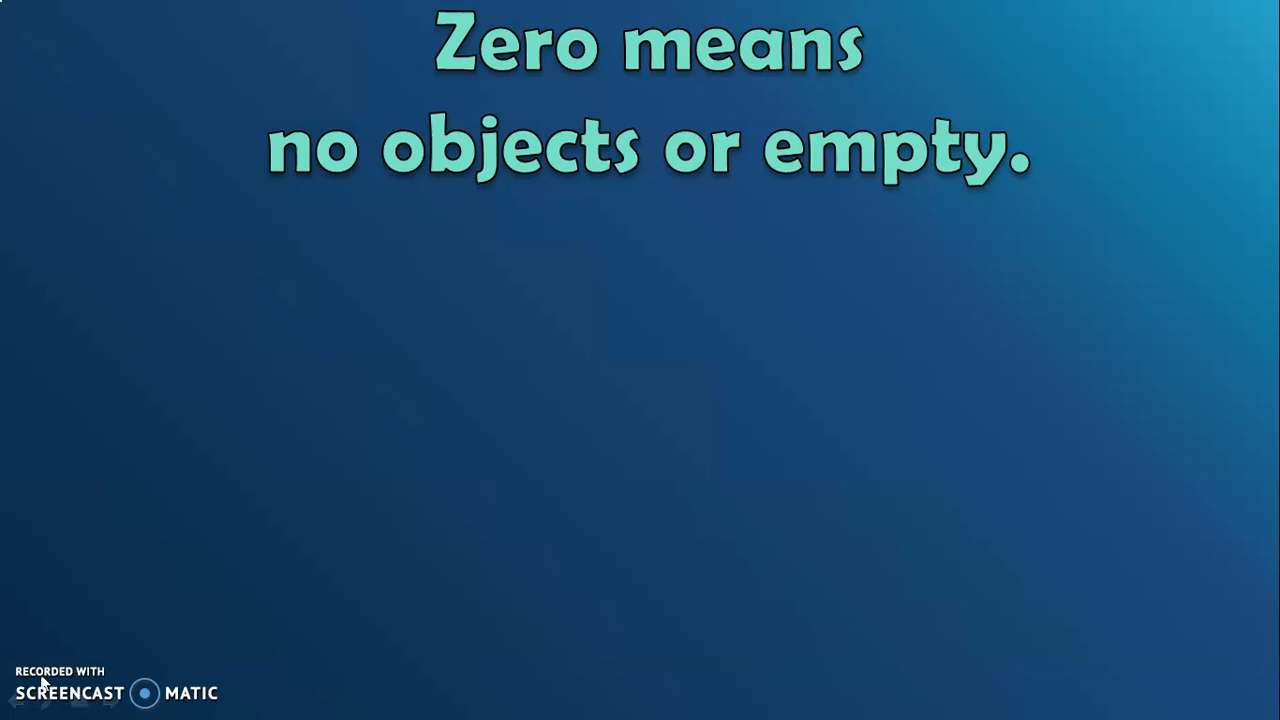 Zero means
no objects or empty.
RECORDED WITH
SCREENCAST MATIC